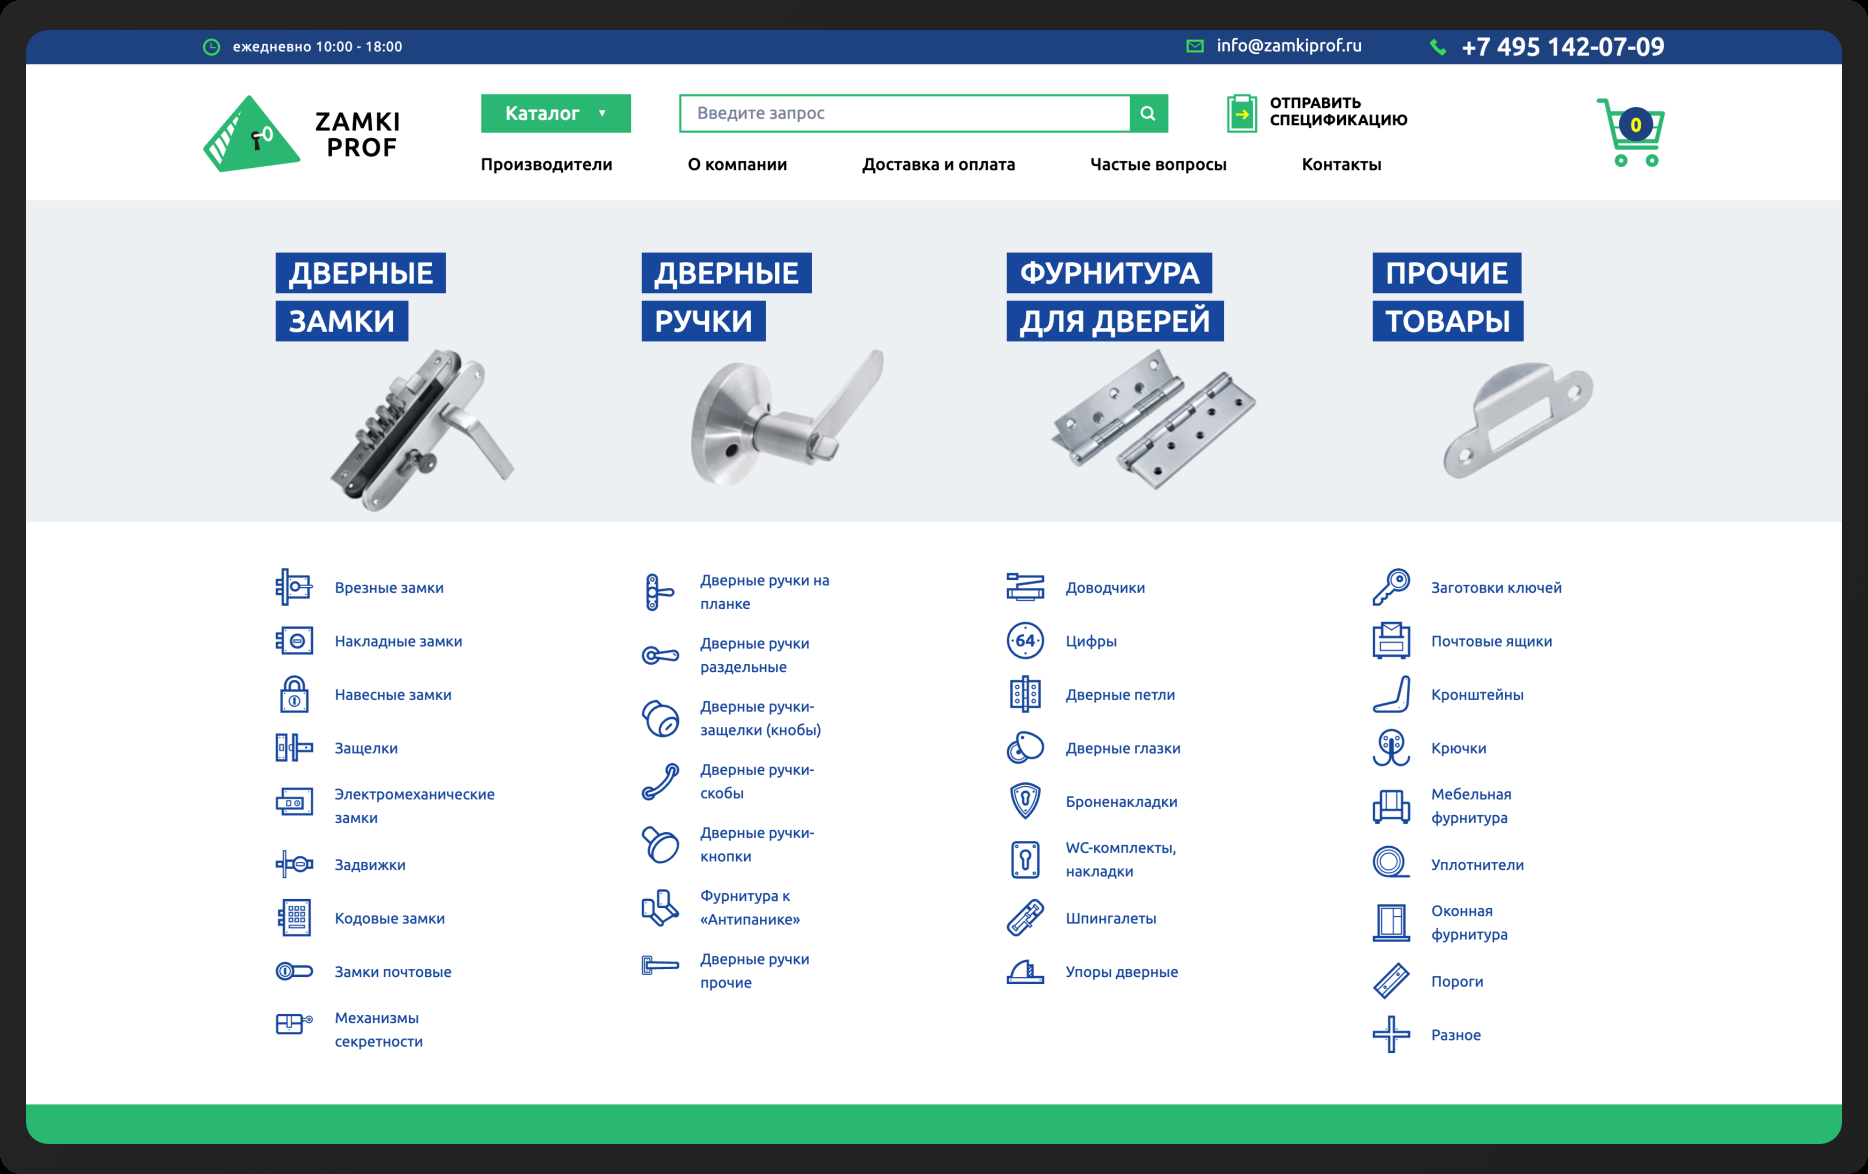 ежедневно 10:00 - 18:00
info@zamkiprof.ru
+7 495 142-07-09
ZAMKI
PROF
Каталог
Введите запрос
ОТПРАВИТЬ
СПЕЦИФИКАЦИЮ
0
Производители
О компании
Доставка и оплата
Частые вопросы
Контакты
ДВЕРНЫЕ
ЗАМКИ
ДВЕРНЫЕ
РУЧКИ
ФУРНИТУРА
ДЛЯ ДВЕРЕЙ
ПРОЧИЕ
ТОВАРЫ
Врезные замки
Накладные замки
Навесные замки
Защелки
Электромеханические
замки
Задвижки
Кодовые замки
Замки почтовые
Механизмы
секретности
Дверные ручки на
планке
Дверные ручки
раздельные
Дверные ручки-
защелки (кнобы)
Дверные ручки-
скобы
Дверные ручки-
кнопки
Фурнитура к
«Антипанике»
Дверные ручки
прочие
Доводчики
64
Цифры
Дверные петли
Дверные глазки
Броненакладки
WC-комплекты,
накладки
Шпингалеты
Упоры дверные
Заготовки ключей
Почтовые ящики
Кронштейны
Крючки
Мебельная
фурнитура
Уплотнители
Оконная
фурнитура
Пороги
Разное